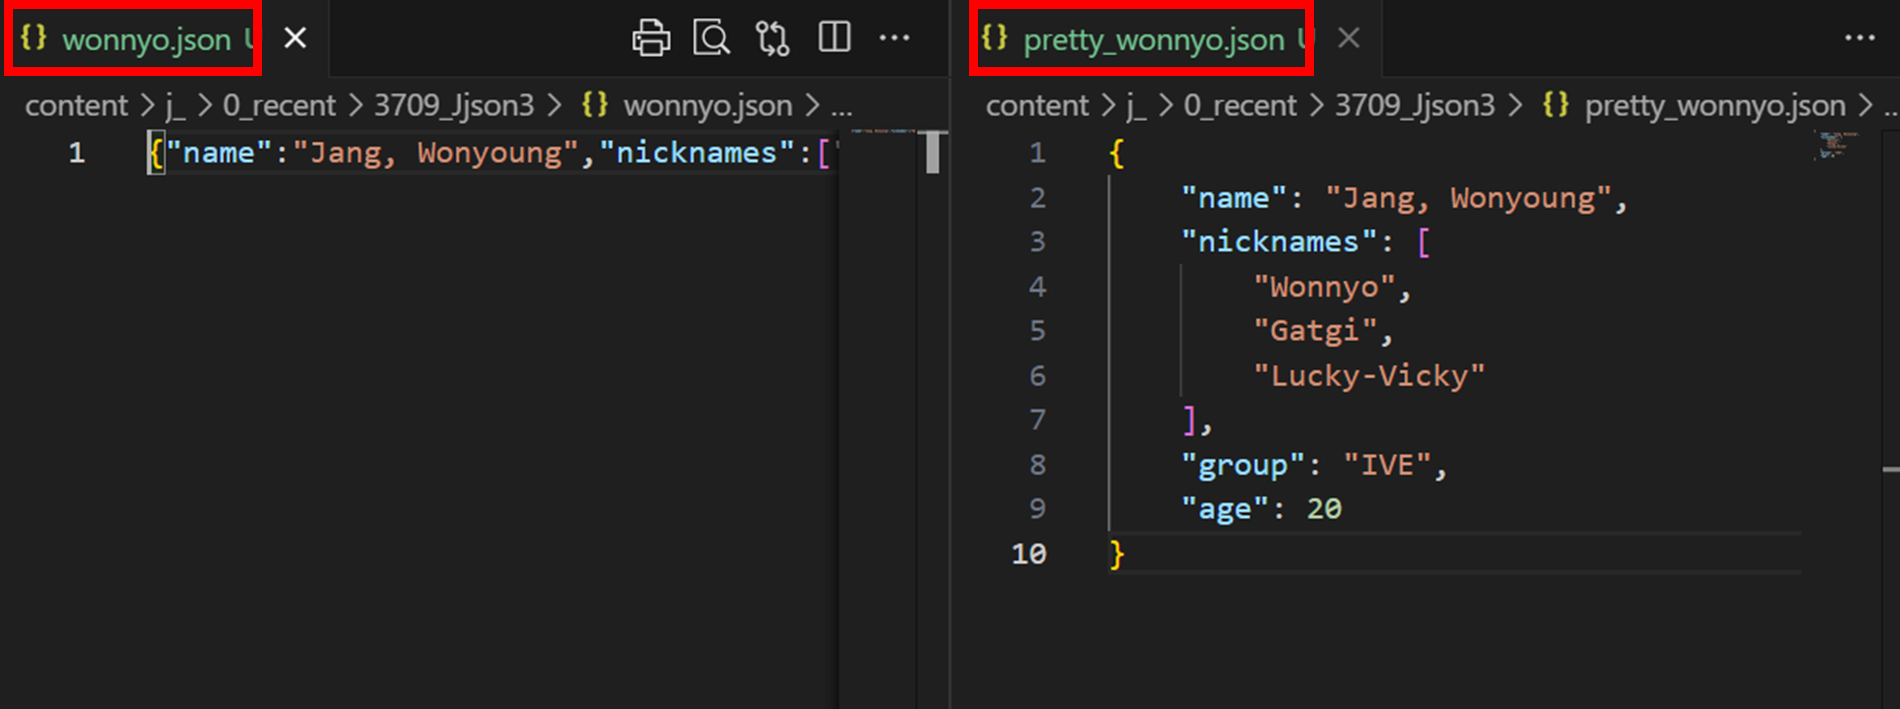 {} wonnyo.json U ×
content > j_ > 0_recent > 3709_Jjson3 > {} wonnyo.json > ...
1 {"name":"Jang, Wonyoung","nicknames":[
{} pretty_wonnyo.json U ×
content > j_ > 0_recent > 3709_Jjson3 > {} pretty_wonnyo.json > ...
1 {
2 "name": "Jang, Wonyoung",
3 "nicknames": [
4 "Wonnyo",
5 "Gatgi",
6 "Lucky-Vicky"
7 ],
8 "group": "IVE",
9 "age": 20
10 }